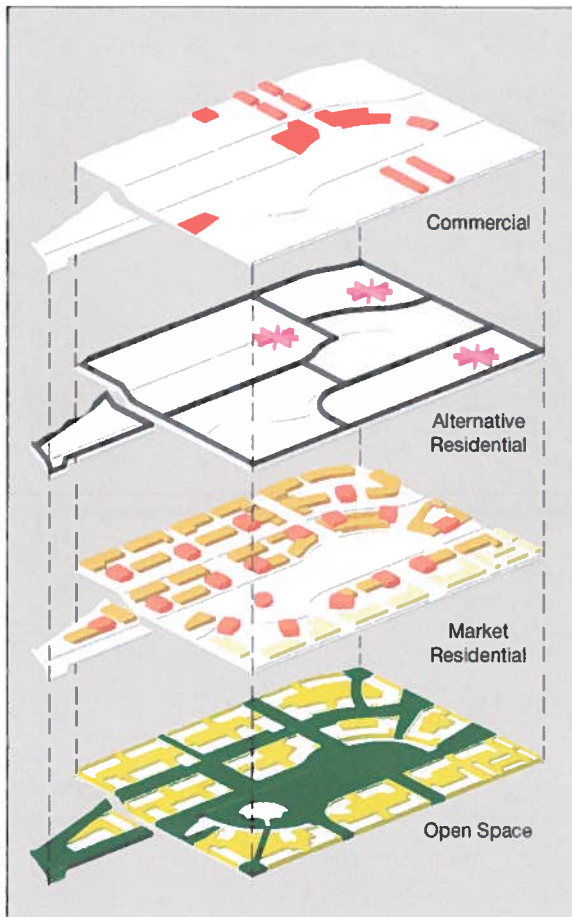 Commercial
Alternative
Residential
Market
Residential
Open Space